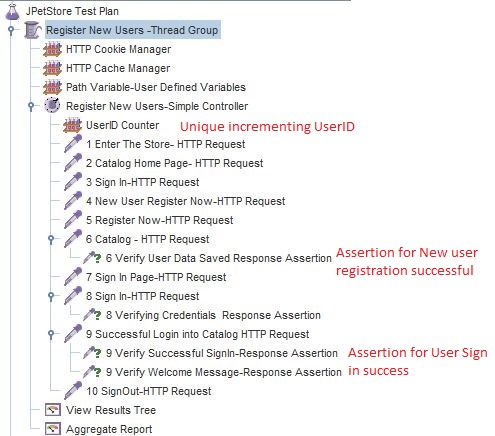 JPetStore Test Plan
Register New Users -Thread Group
HTTP Cookie Manager
HTTP Cache Manager
Path Variable-User Defined Variables
Register New Users-Simple Controller
UserID Counter
Unique incrementing UserID
1 Enter The Store- HTTP Request
2 Catalog Home Page- HTTP Request
3 Sign In-HTTP Request
4 New User Register Now-HTTP Request
5 Register Now-HTTP Request
6 Catalog - HTTP Request
6 Verify User Data Saved Response Assertion
Assertion for New user
registration successful
7 Sign In Page-HTTP Request
8 Sign In-HTTP Request
8 Verifying Credentials Response Assertion
9 Successful Login into Catalog HTTP Request
9 Verify Successful SignIn-Response Assertion
9 Verify Welcome Message-Response Assertion
Assertion for User Sign
in success
10 SignOut-HTTP Request
View Results Tree
Aggregate Report